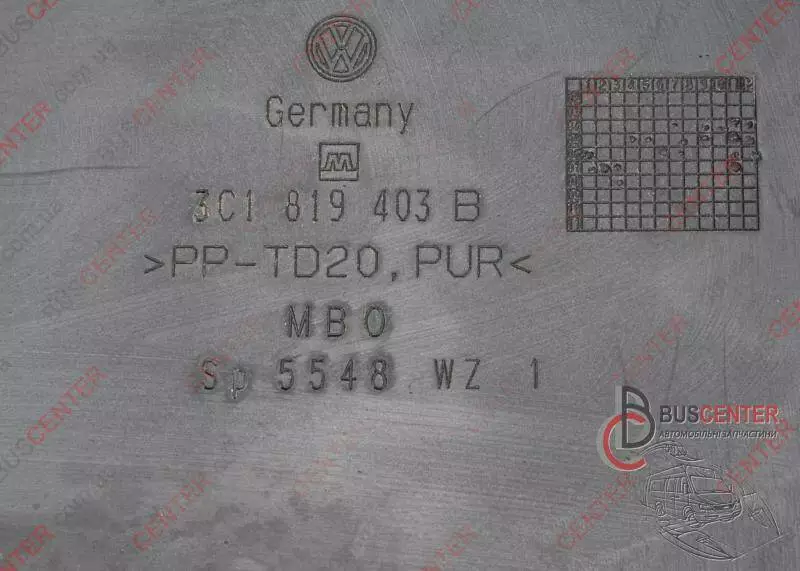 Germany
3C1 819 403 B
>PP-TD20,PUR<
MBO
Sp 5548 WZ 1
BUSCENTER
АВТОМОБІЛЬНІ ЗАПЧАСТИНИ